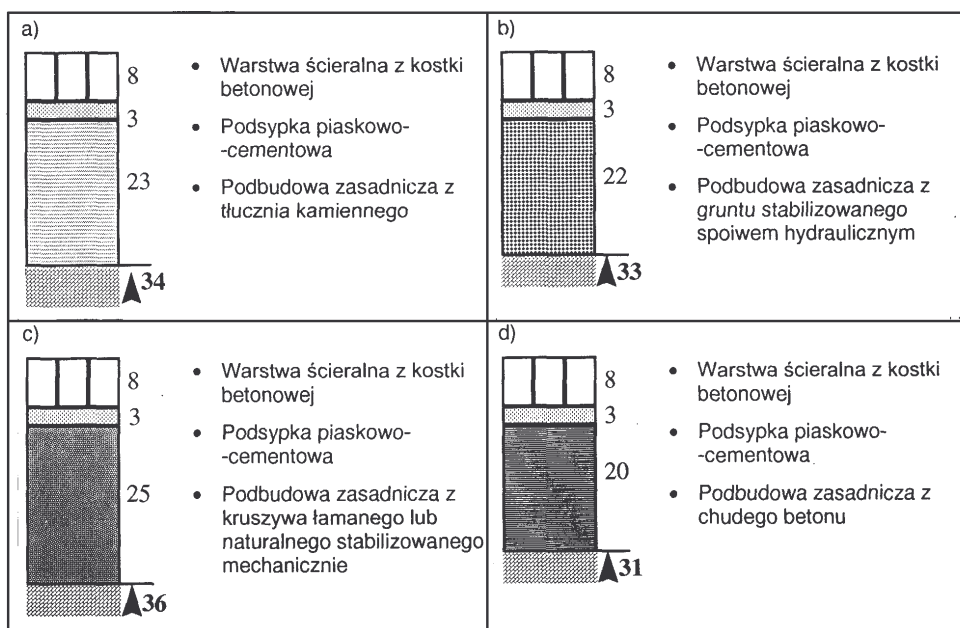 a)
8
3
23
34
• Warstwa ścieralna z kostki
betonowej
• Podsypka piaskowo-
-cementowa
• Podbudowa zasadnicza z
tłucznia kamiennego
b)
8
3
22
33
• Warstwa ścieralna z kostki
betonowej
• Podsypka piaskowo-
-cementowa
• Podbudowa zasadnicza z
gruntu stabilizowanego
spoiwem hydraulicznym
c)
8
3
25
36
• Warstwa ścieralna z kostki
betonowej
• Podsypka piaskowo-
-cementowa
• Podbudowa zasadnicza z
kruszywa łamanego lub
naturalnego stabilizowanego
mechanicznie
d)
8
3
20
31
• Warstwa ścieralna z kostki
betonowej
• Podsypka piaskowo-
-cementowa
• Podbudowa zasadnicza z
chudego betonu